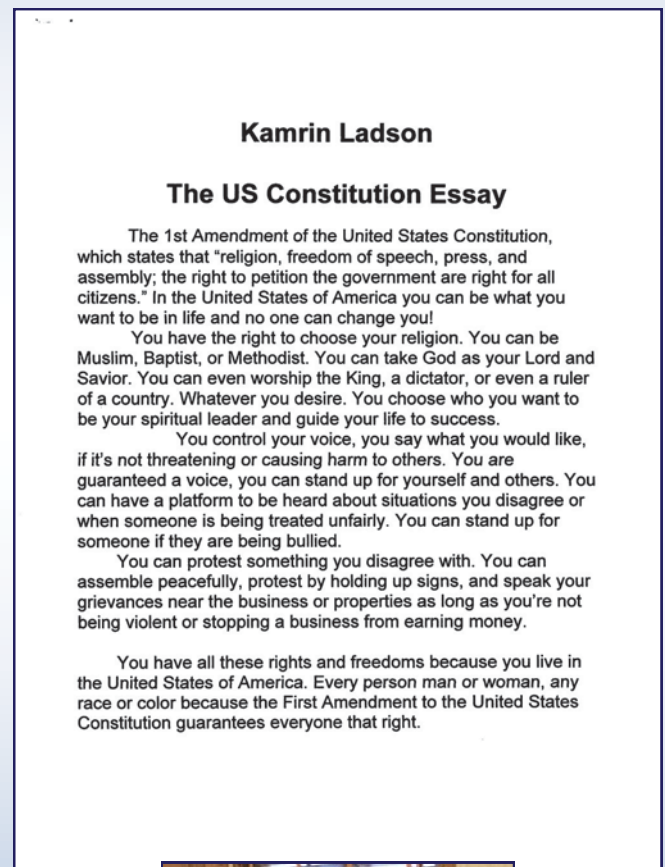 Kamrin Ladson
The US Constitution Essay
The 1st Amendment of the United States Constitution,
which states that “religion, freedom of speech, press, and
assembly; the right to petition the government are right for all
citizens.” In the United States of America you can be what you
want to be in life and no one can change you!
You have the right to choose your religion. You can be
Muslim, Baptist, or Methodist. You can take God as your Lord and
Savior. You can even worship the King, a dictator, or even a ruler
of a country. Whatever you desire. You choose who you want to
be your spiritual leader and guide your life to success.
You control your voice, you say what you would like,
if it's not threatening or causing harm to others. You are
guaranteed a voice, you can stand up for yourself and others. You
can have a platform to be heard about situations you disagree or
when someone is being treated unfairly. You can stand up for
someone if they are being bullied.
You can protest something you disagree with. You can
assemble peacefully, protest by holding up signs, and speak your
grievances near the business or properties as long as you're not
being violent or stopping a business from earning money.
You have all these rights and freedoms because you live in
the United States of America. Every person man or woman, any
race or color because the First Amendment to the United States
Constitution guarantees everyone that right.